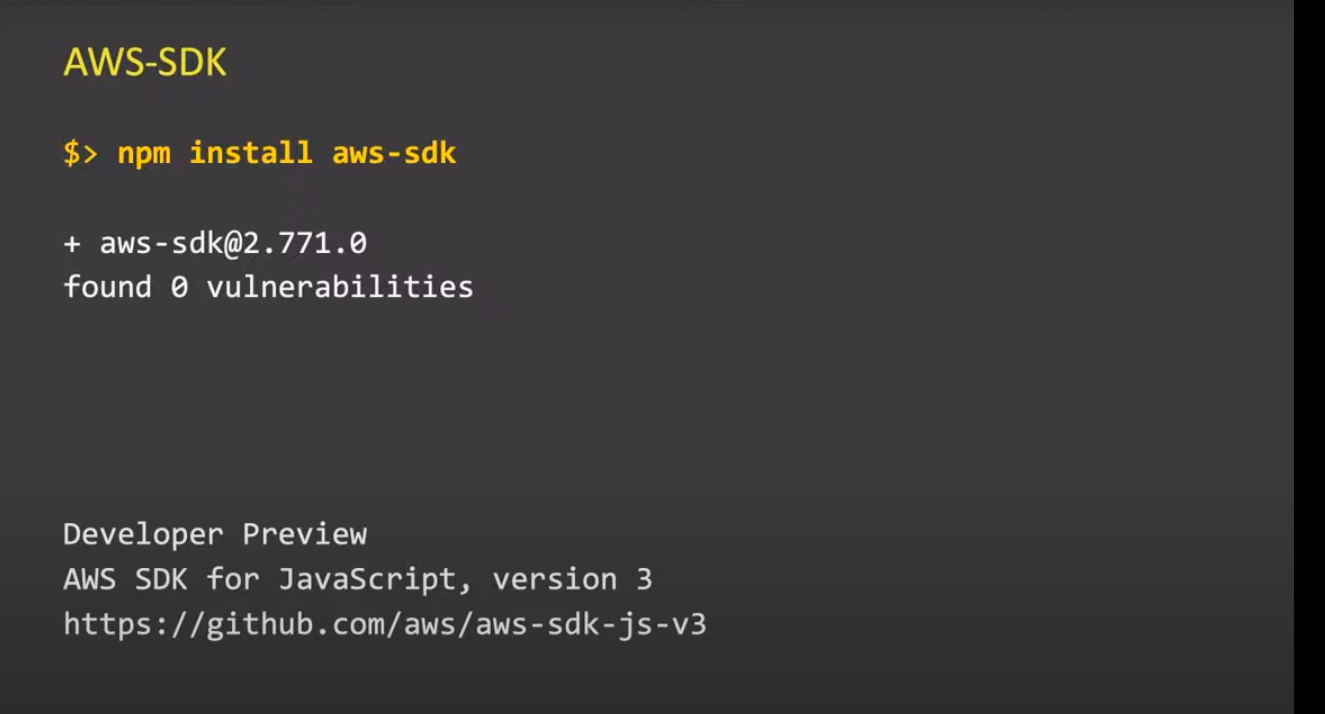 AWS-SDK
$> npm install aws-sdk
+ aws-sdk@2.771.0
found 0 vulnerabilities
Developer Preview
AWS SDK for JavaScript, version 3
https://github.com/aws/aws-sdk-js-v3